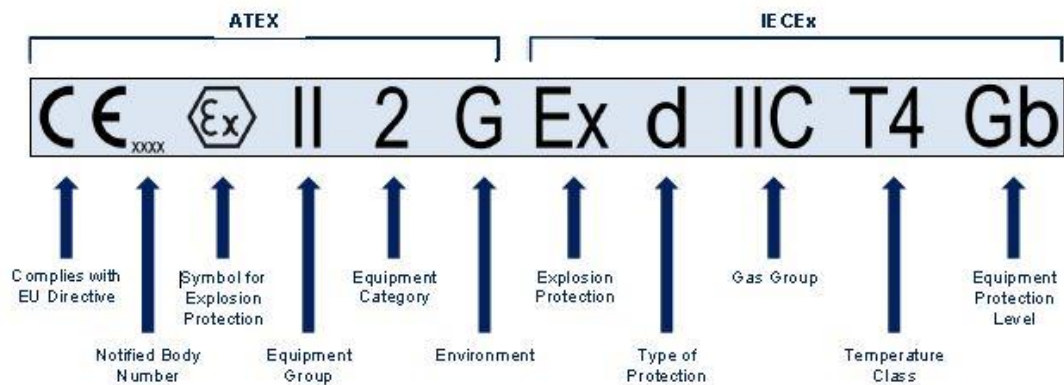 ATEX IECEx
CE xxxx Ex II 2 G Ex d IIC T4 Gb
Complies with
EU Directive
Symbol for
Explosion
Protection
Equipment
Category
Explosion
Protection
Gas Group
Equipment
Protection
Level
Notified Body
Number
Equipment
Group
Environment
Type of
Protection
Temperature
Class